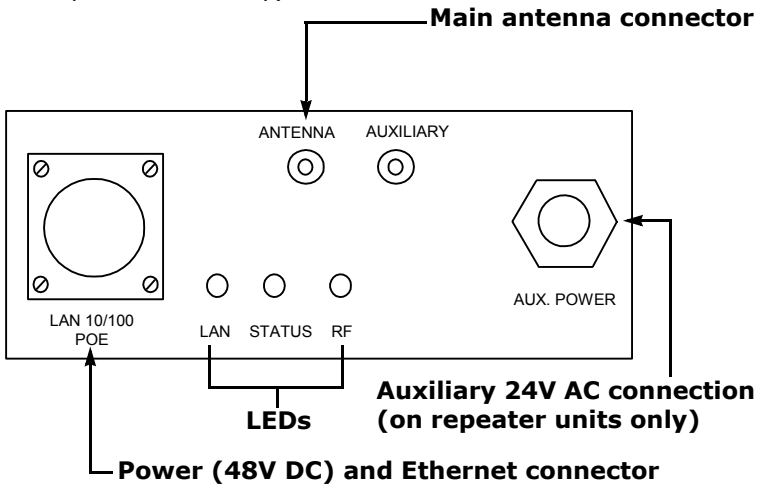 Main antenna connector
ANTENNA
AUXILIARY
LAN 10/100
POE
LAN
STATUS
RF
AUX. POWER
Auxiliary 24V AC connection
(on repeater units only)
LEDs
Power (48V DC) and Ethernet connector